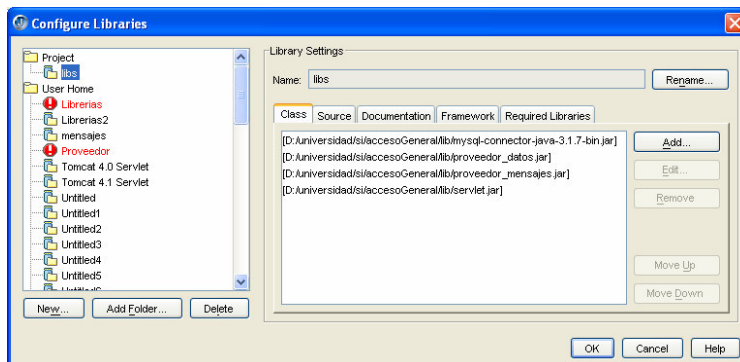 Configure Libraries
Project
libs
User Home
Librerias
Librerias2
mensajes
Proveedor
Tomcat 4.0 Servlet
Tomcat 4.1 Servlet
Untitled
Untitled1
Untitled2
Untitled3
Untitled4
Untitled5
New... Add Folder... Delete
Library Settings
Name: libs Rename...
Class Source Documentation Framework Required Libraries
[D:/universidad/si/accesoGeneral/lib/mysql-connector-java-3.1.7-bin.jar]
[D:/universidad/si/accesoGeneral/lib/proveedor_datos.jar]
[D:/universidad/si/accesoGeneral/lib/proveedor_mensajes.jar]
[D:/universidad/si/accesoGeneral/lib/servlet.jar]
Add...
Edit...
Remove
Move Up
Move Down
OK Cancel Help